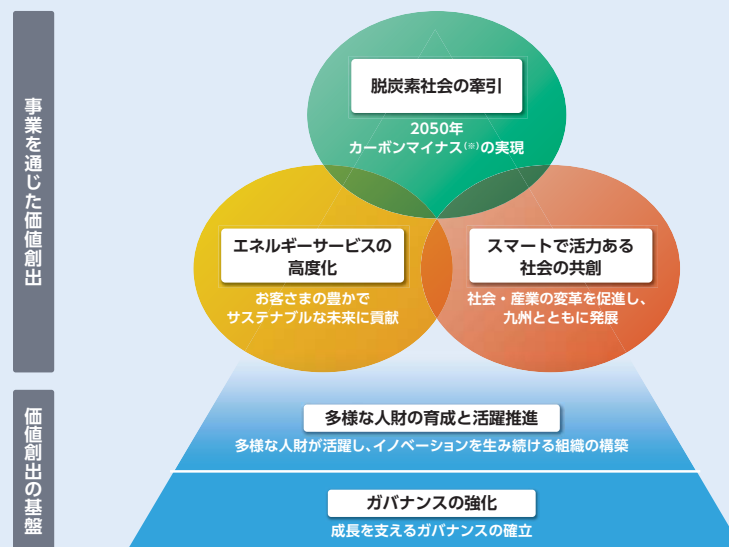 事業を通じた価値創出
脱炭素社会の牽引
2050年
カーボンマイナス(※)の実現
エネルギーサービスの
高度化
お客さまの豊かで
サステナブルな未来に貢献
スマートで活力ある
社会の共創
社会・産業の変革を促進し、
九州とともに発展
価値創出の基盤
多様な人財の育成と活躍推進
多様な人財が活躍し、イノベーションを生み続ける組織の構築
ガバナンスの強化
成長を支えるガバナンスの確立